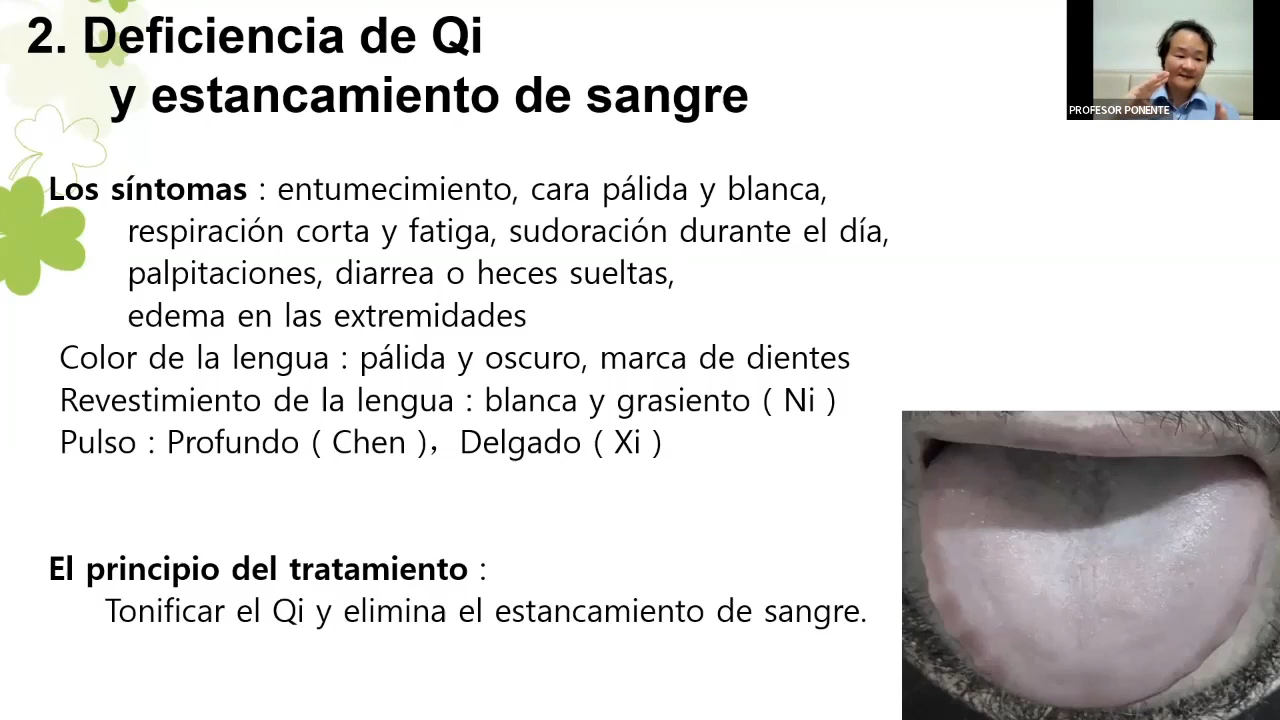 2. Deficiencia de Qi
y estancamiento de sangre
PROFESOR PONENTE
Los síntomas : entumecimiento, cara pálida y blanca,
respiración corta y fatiga, sudoración durante el día,
palpitaciones, diarrea o heces sueltas,
edema en las extremidades
Color de la lengua : pálida y oscuro, marca de dientes
Revestimiento de la lengua : blanca y grasiento ( Ni )
Pulso : Profundo ( Chen ), Delgado ( Xi )
El principio del tratamiento :
Tonificar el Qi y elimina el estancamiento de sangre.